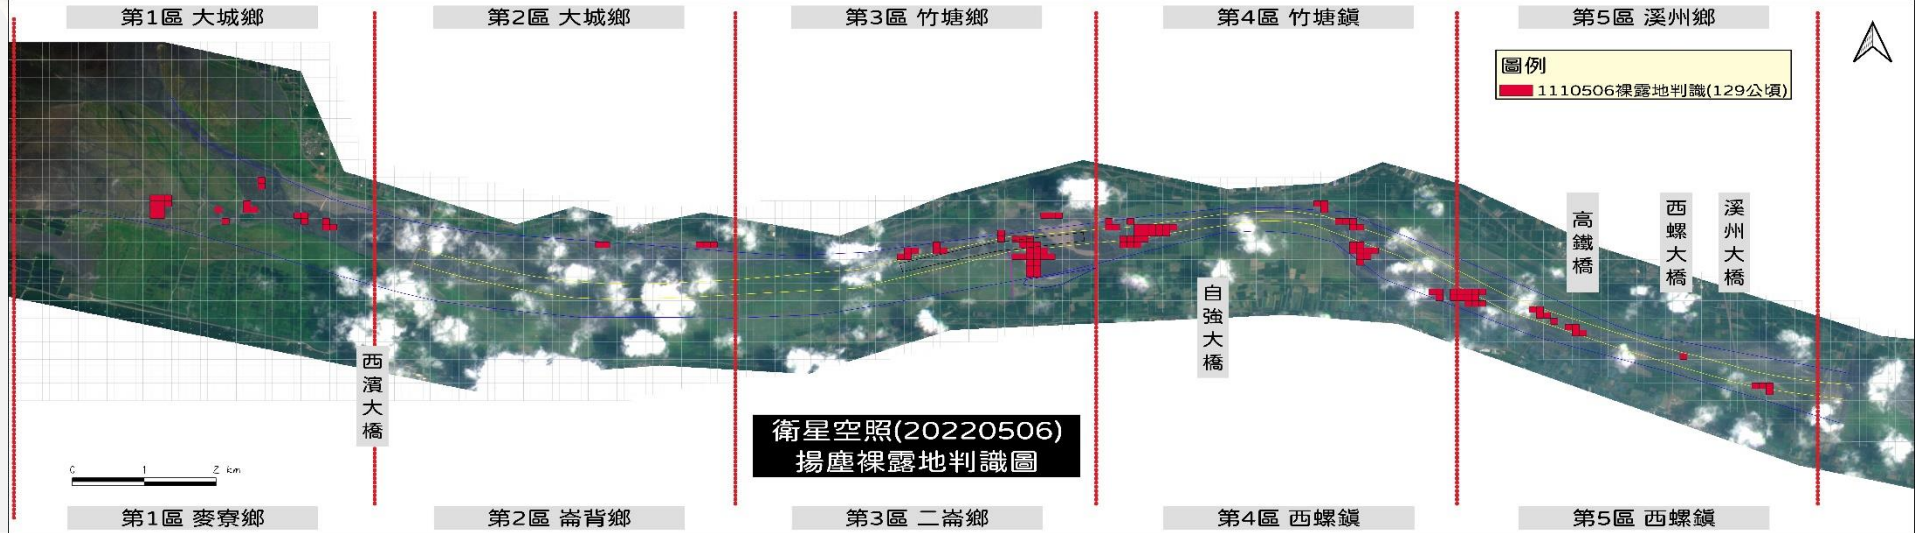 第1區 大城鄉
第2區 大城鄉
第3區 竹塘鄉
第4區 竹塘鎮
第5區 溪州鄉
圖例
1110506裸露地判識(129公頃)
高鐵橋
西螺大橋
溪州大橋
自強大橋
西濱大橋
衛星空照(20220506)
揚塵裸露地判識圖
0 1 2 km
第1區 麥寮鄉
第2區 崙背鄉
第3區 二崙鄉
第4區 西螺鎮
第5區 西螺鎮